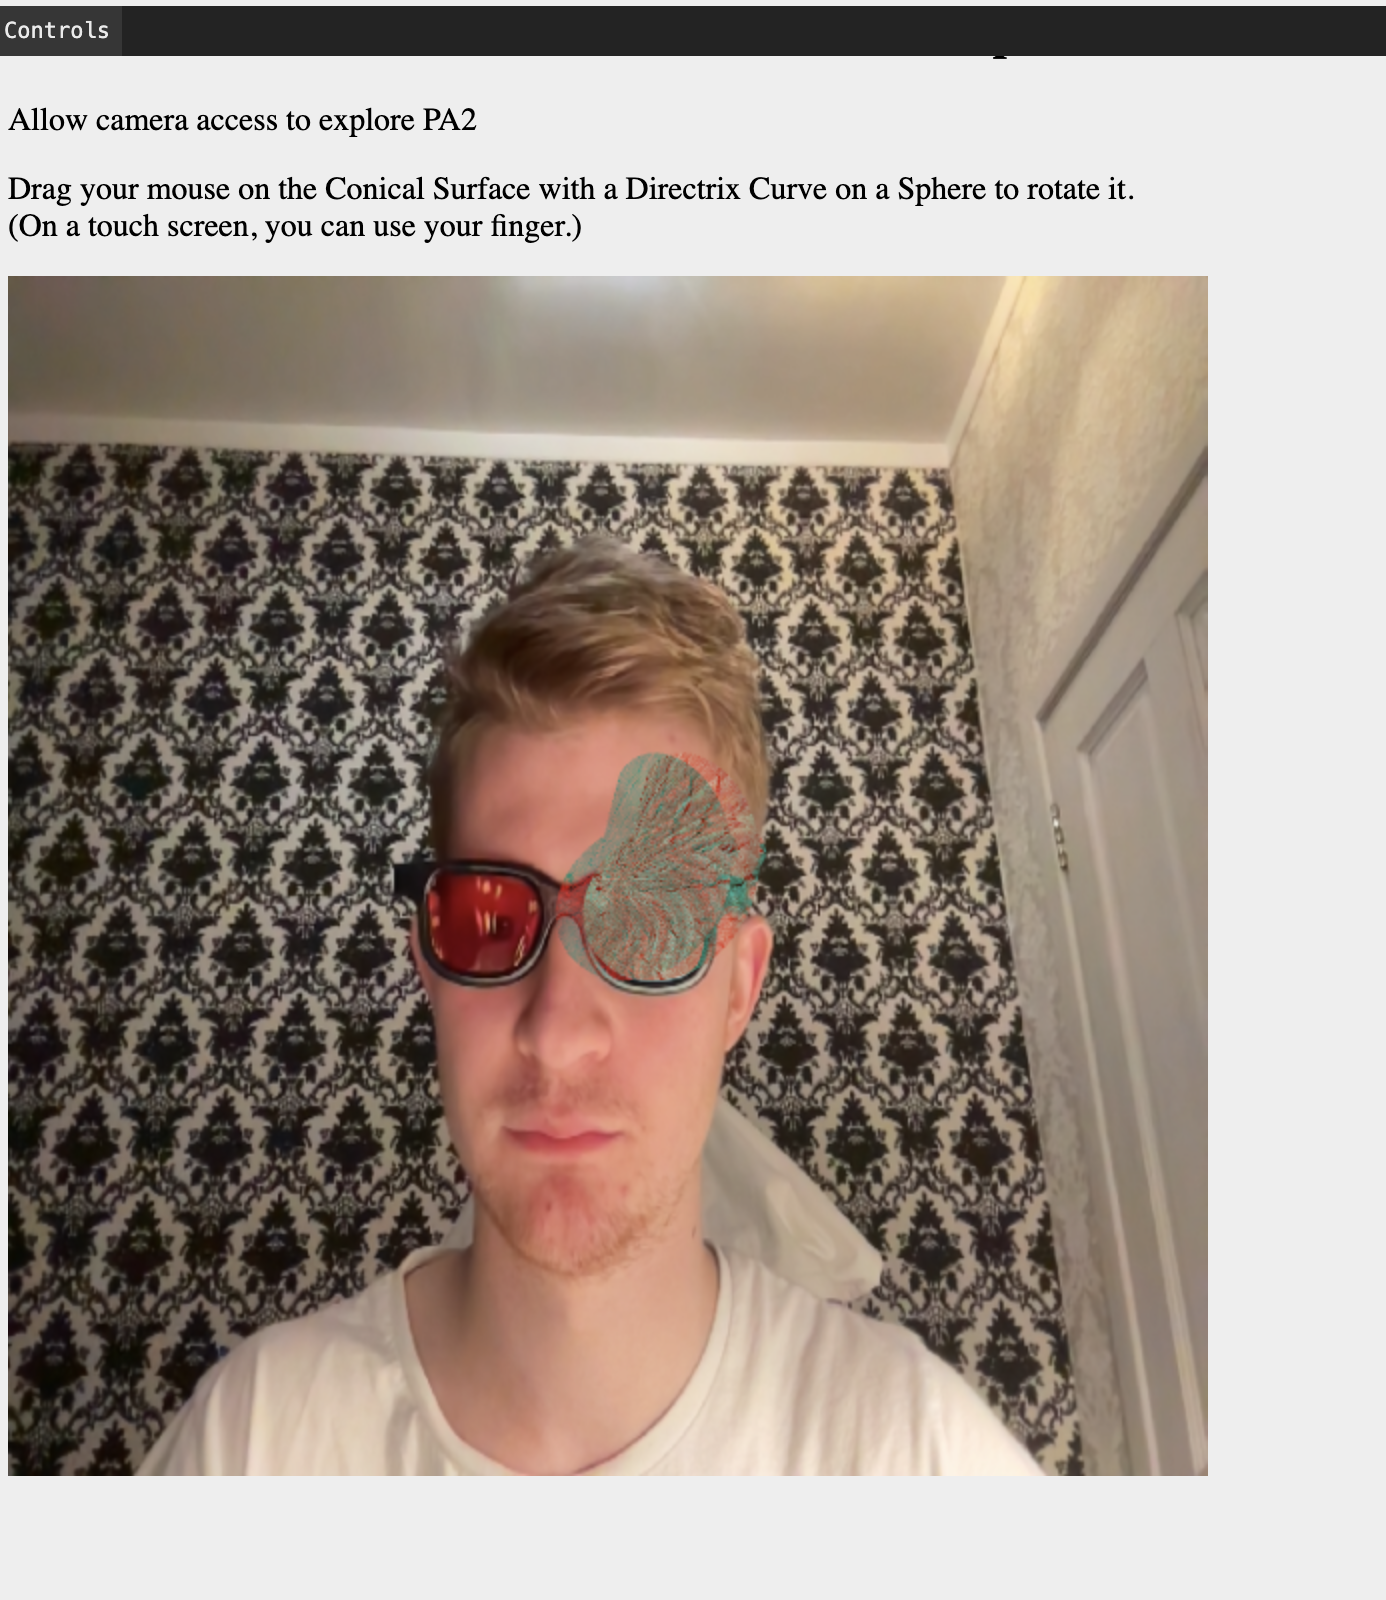 Controls
Allow camera access to explore PA2
Drag your mouse on the Conical Surface with a Directrix Curve on a Sphere to rotate it.
(On a touch screen, you can use your finger.)